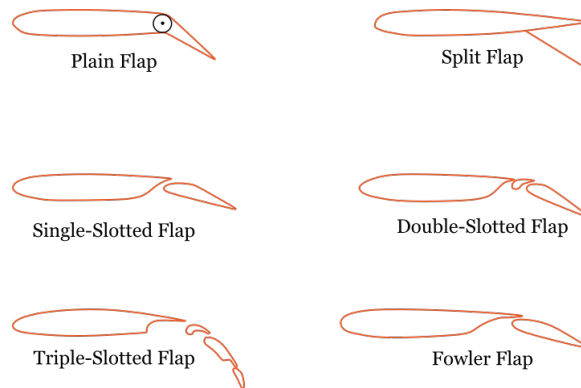 Plain Flap
Split Flap
Single-Slotted Flap
Double-Slotted Flap
Triple-Slotted Flap
Fowler Flap